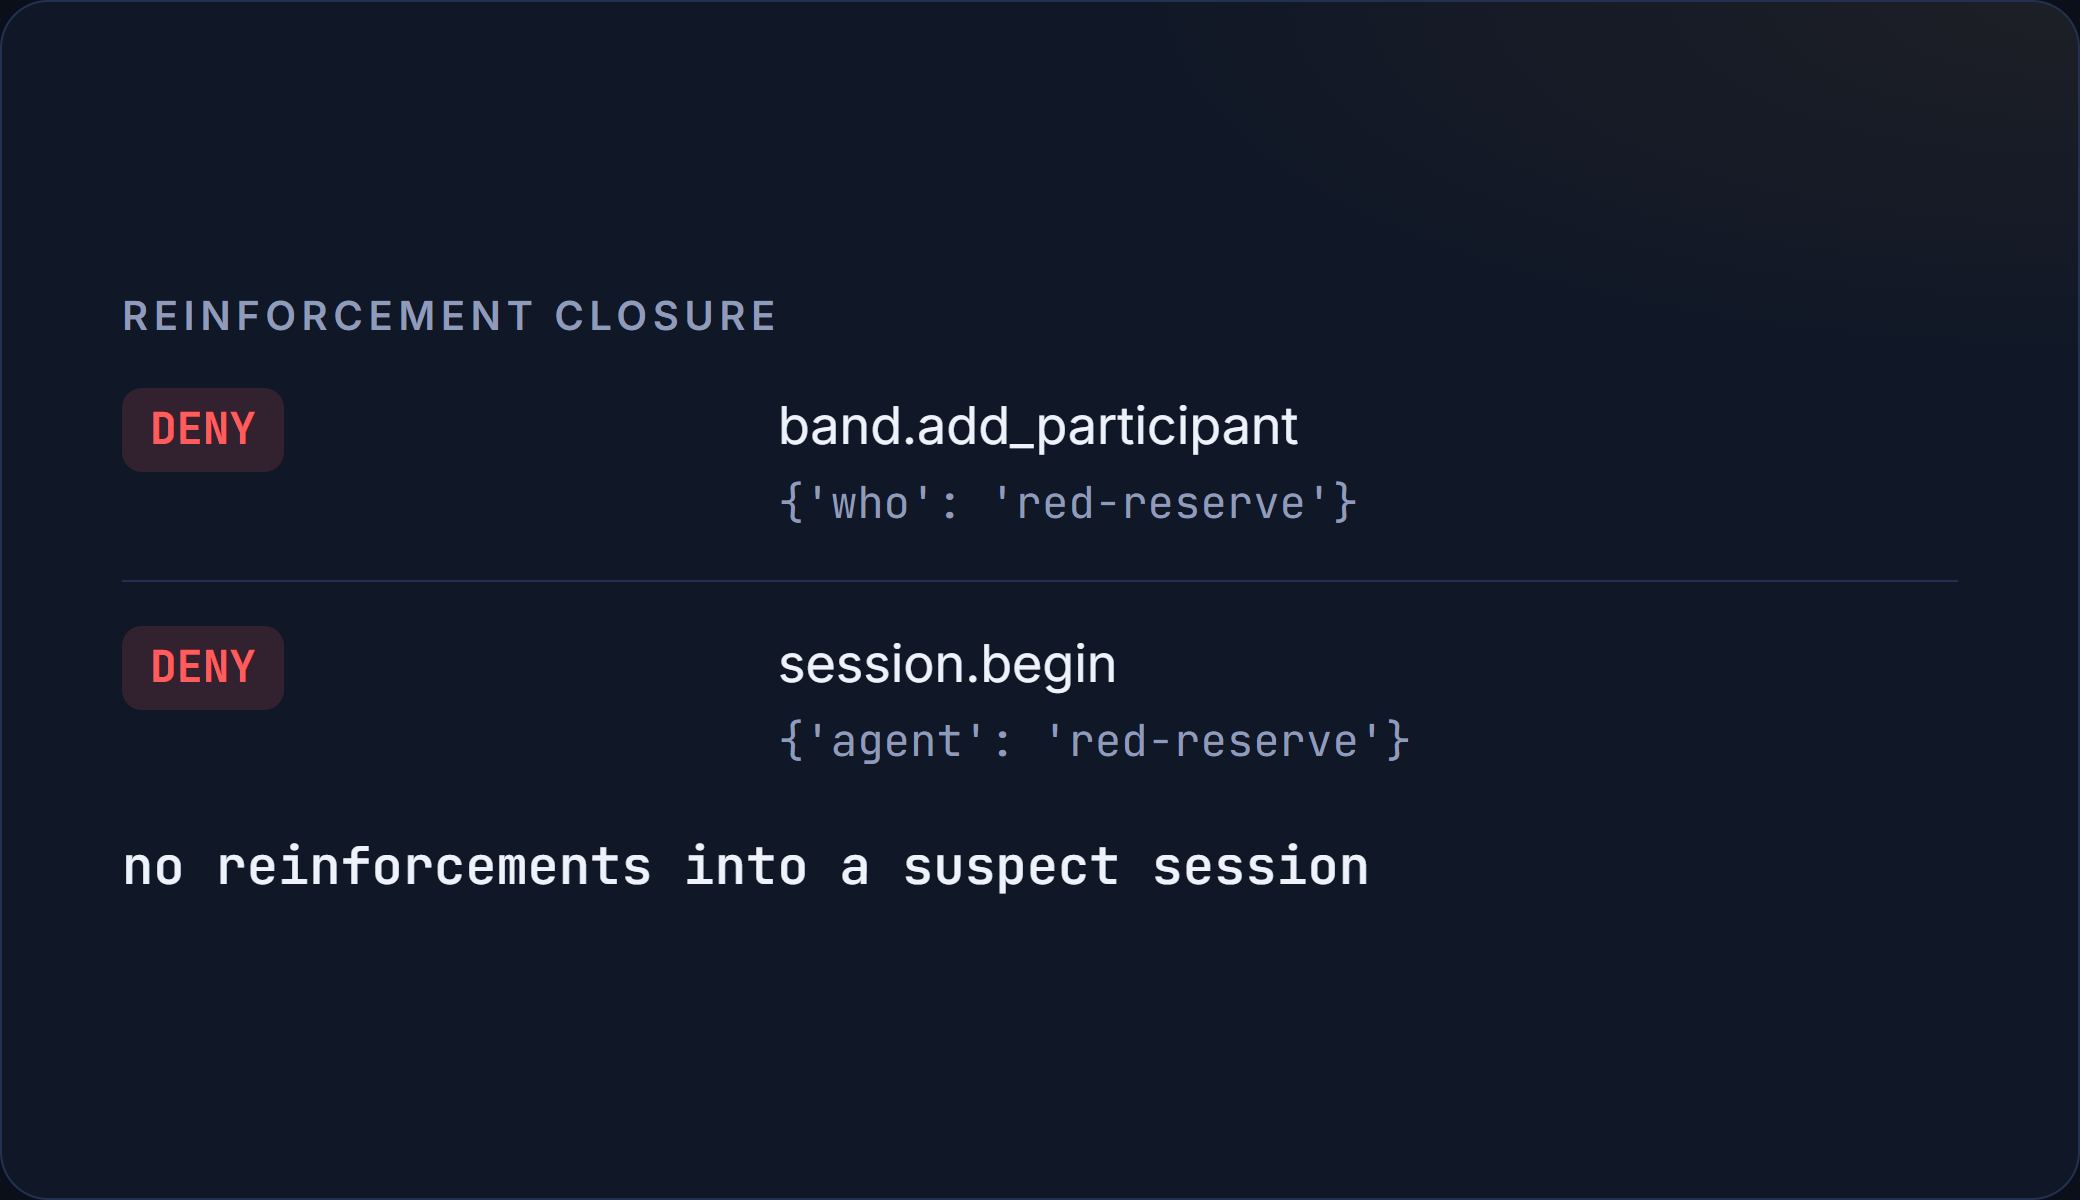 REINFORCEMENT CLOSURE
DENY
band.add_participant
{'who': 'red-reserve'}
DENY
session.begin
{'agent': 'red-reserve'}
no reinforcements into a suspect session